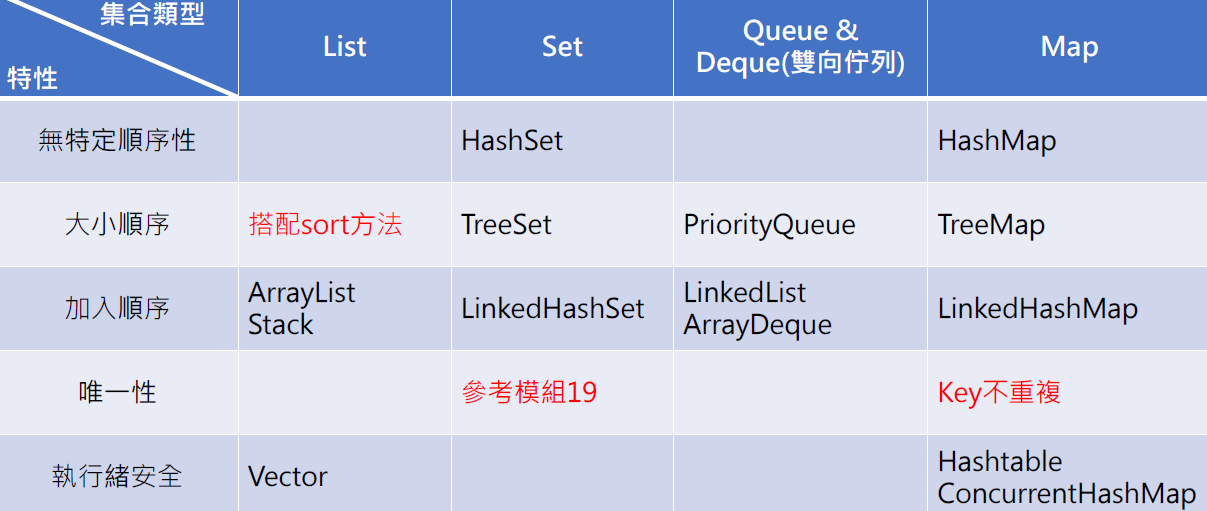 集合類型
特性
List
Set
Queue &
Deque(雙向佇列)
Map
無特定順序性
HashSet
HashMap
大小順序
搭配sort方法
TreeSet
PriorityQueue
TreeMap
加入順序
ArrayList
Stack
LinkedHashSet
LinkedList
ArrayDeque
LinkedHashMap
唯一性
參考模組19
Key不重複
執行緒安全
Vector
Hashtable
ConcurrentHashMap